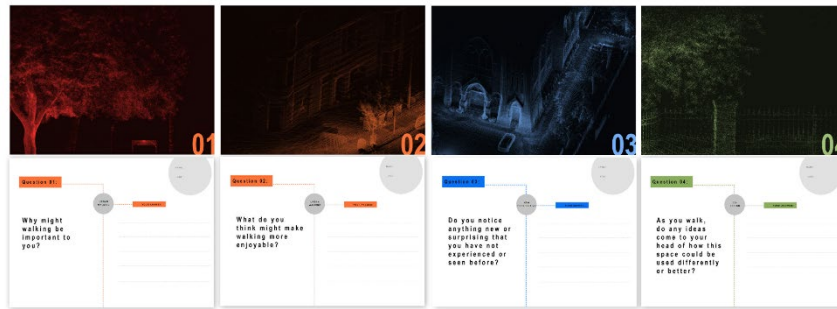 01
02
03
04
Question 01.
Why might
walking be
important to
you?
Question 02.
What do you
think might make
walking more
enjoyable?
Question 03.
Do you notice
anything new or
surprising that
you have not
experienced or
seen before?
Question 04.
As you walk,
do any ideas
come to your
head of how this
space could be
used differently
or better?